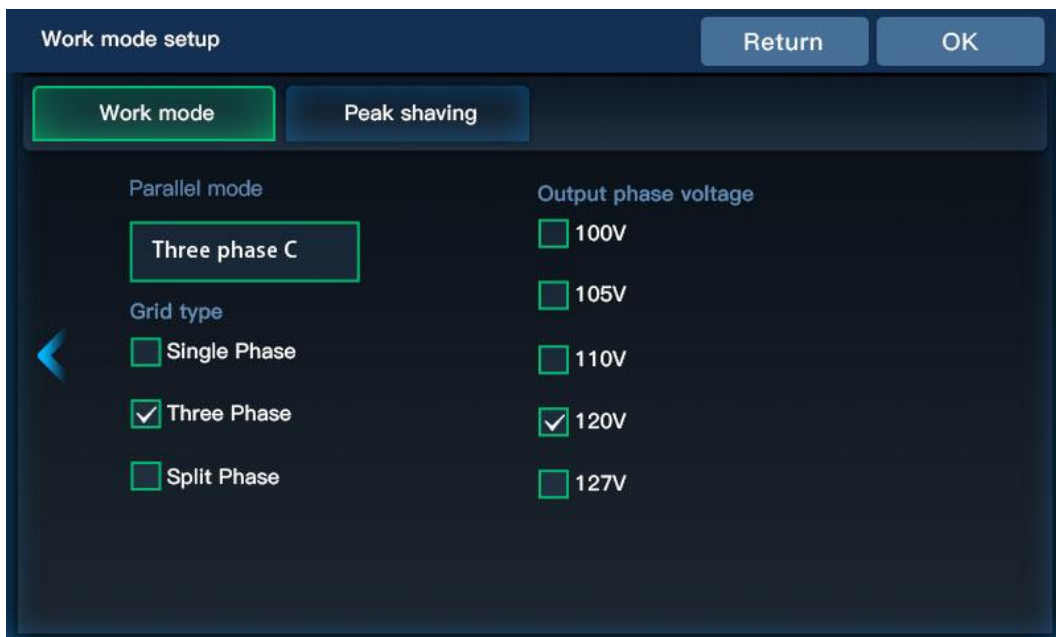 Work mode setup
Return
OK
Work mode
Peak shaving
Parallel mode
Three phase C
Grid type
Single Phase
Three Phase
Split Phase
Output phase voltage
100V
105V
110V
120V
127V